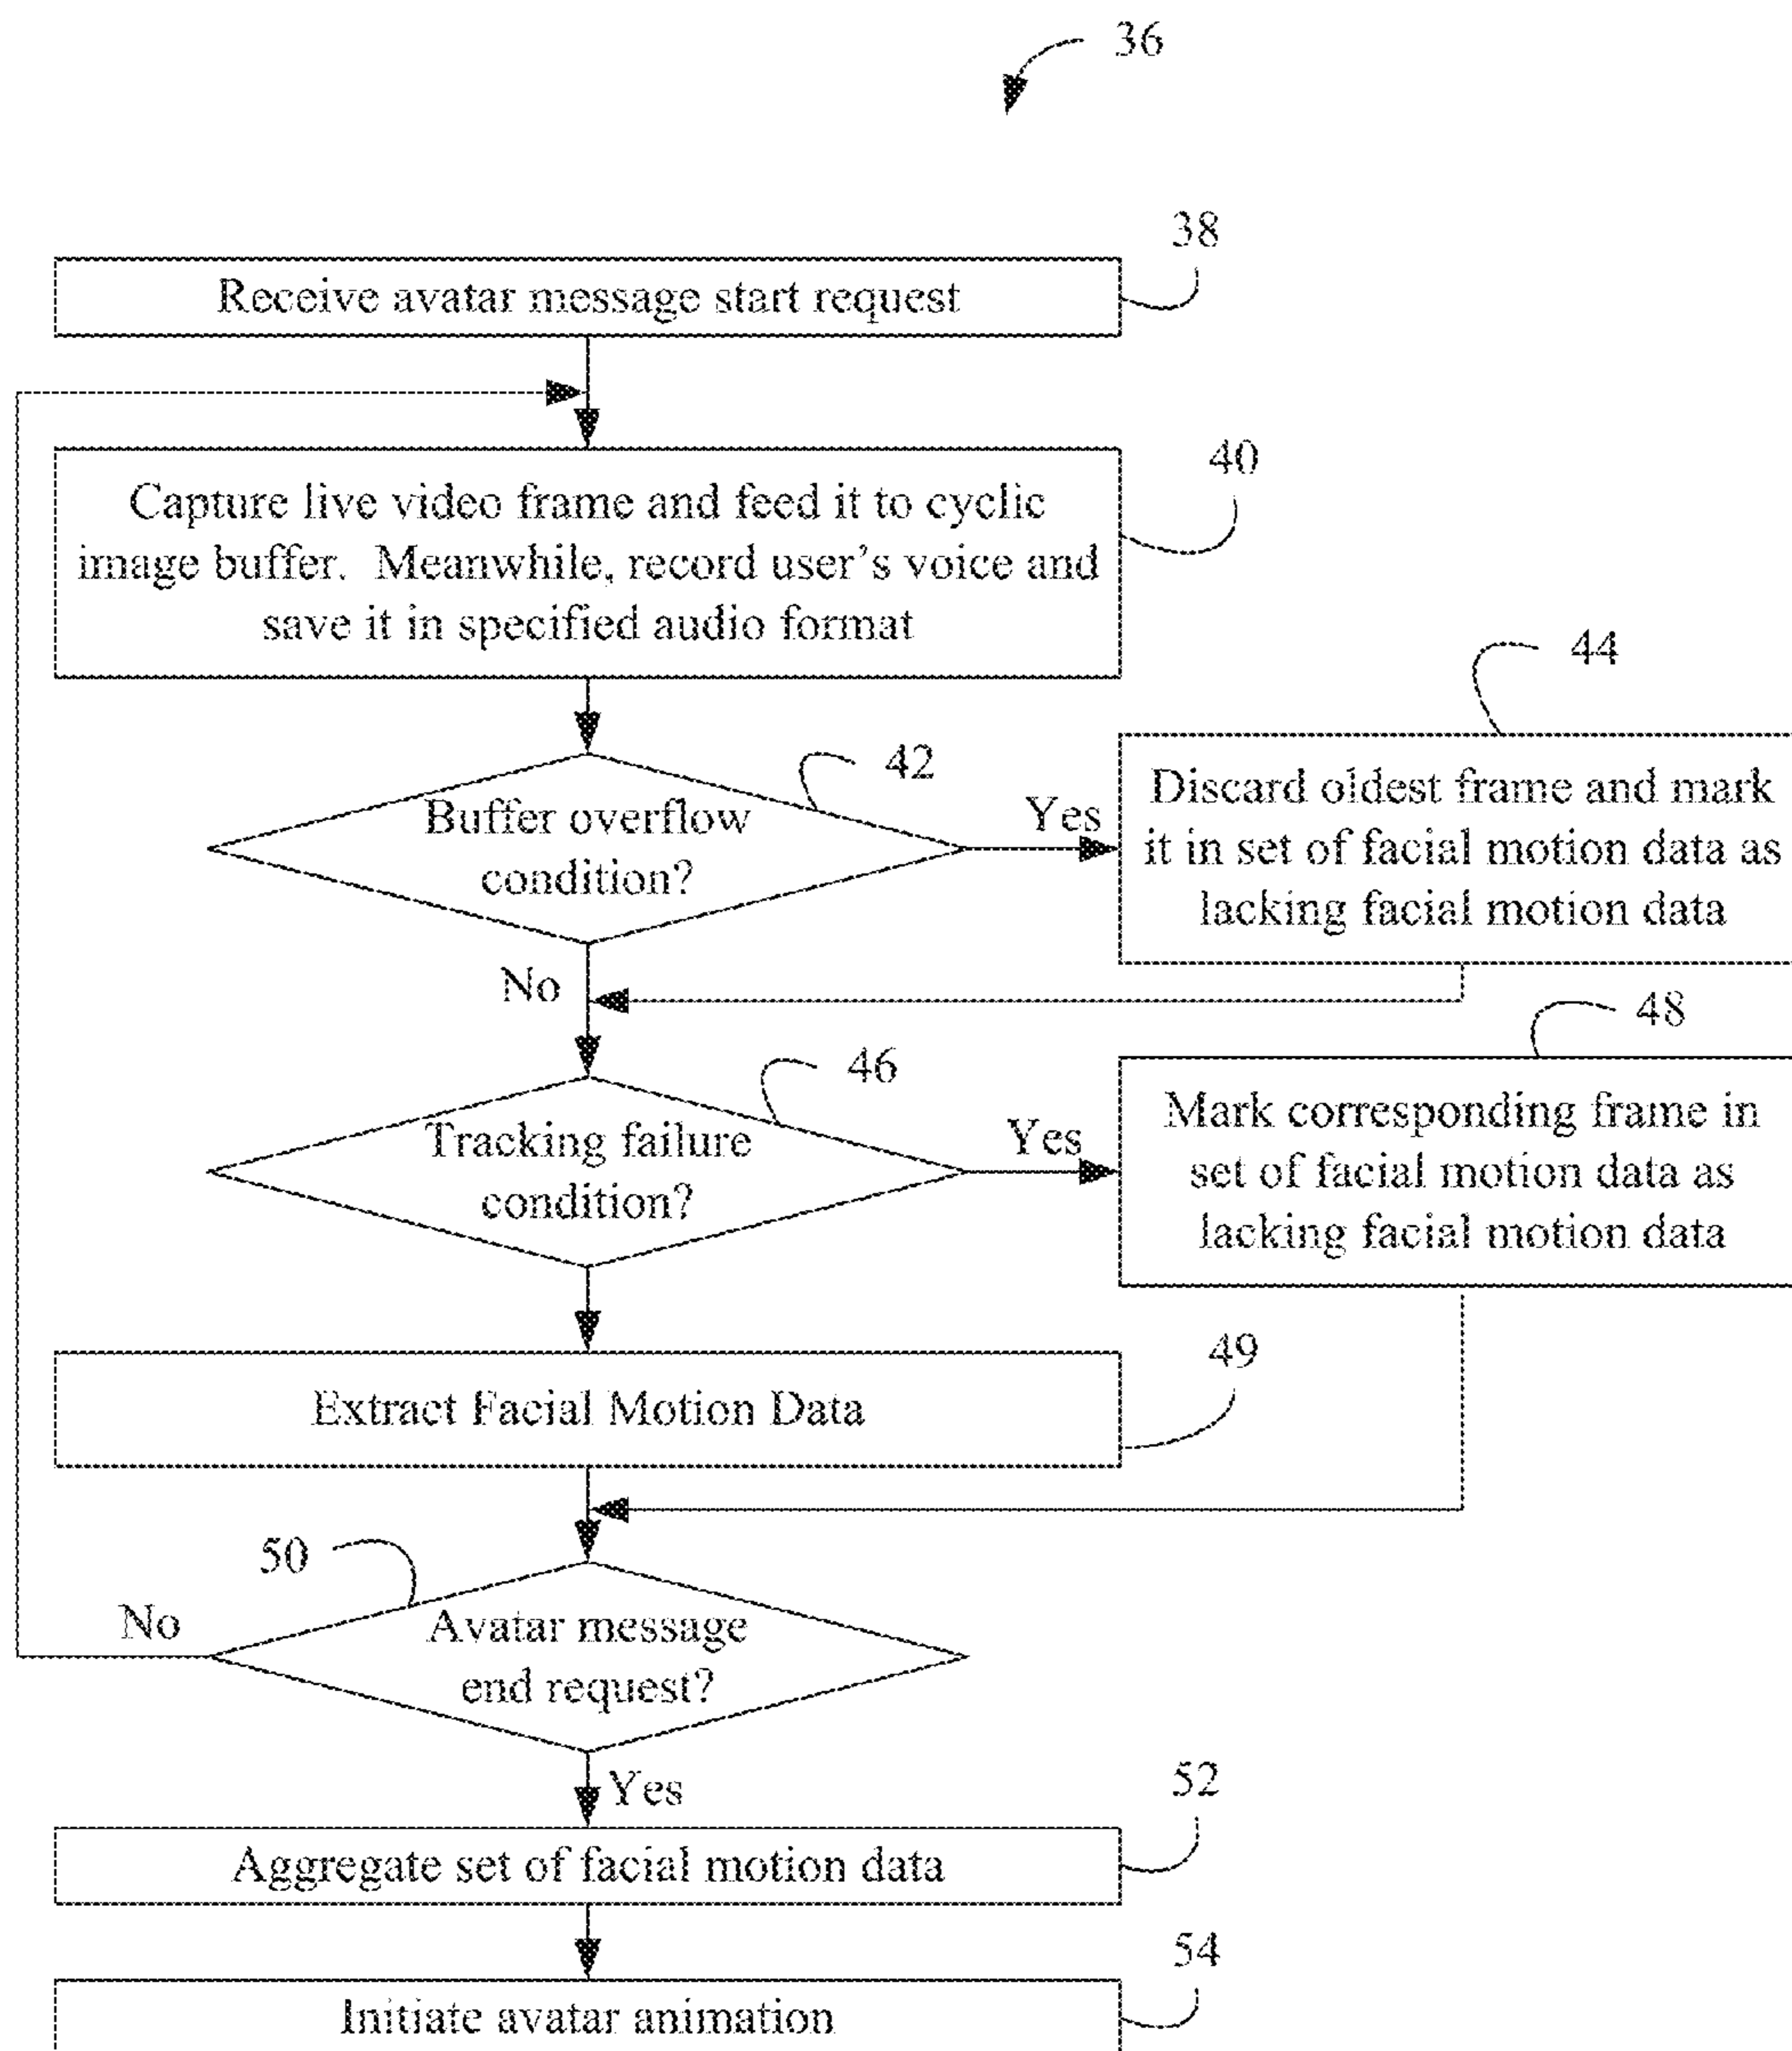 36
38
Receive avatar message start request
40
Capture live video frame and feed it to cyclic
image buffer.  Meanwhile, record user's voice and
save it in specified audio format
44
42
Buffer overflow
condition?
Yes
Discard oldest frame and mark
it in set of facial motion data as
lacking facial motion data
No
48
46
Tracking failure
condition?
Yes
Mark corresponding frame in
set of facial motion data as
lacking facial motion data
49
Extract Facial Motion Data
50
No
Avatar message
end request?
Yes
52
Aggregate set of facial motion data
54
Initiate avatar animation